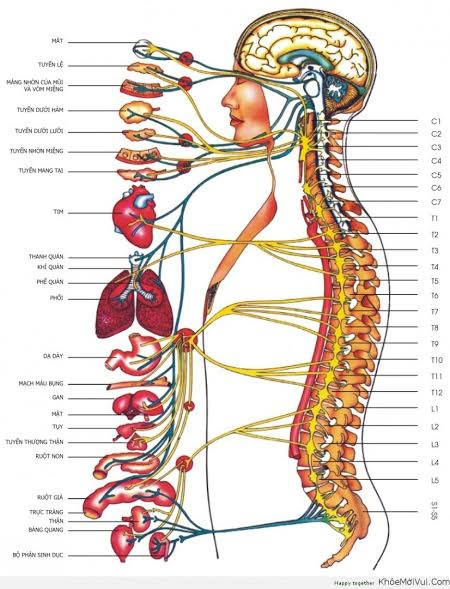 MẮT
TUYẾN LỆ
MÀNG NHỜN CỦA MŨI
VÀ VÒM MIỆNG
TUYẾN DƯỚI HÀM
TUYẾN DƯỚI LƯỠI
TUYẾN NHỜN MIỆNG
TUYẾN MANG TAI
TIM
THANH QUẢN
KHÍ QUẢN
PHẾ QUẢN
PHỔI
DẠ DÀY
MẠCH MÁU BỤNG
GAN
MẬT
TỤY
TUYẾN THƯỢNG THẬN
RUỘT NON
RUỘT GIÀ
TRỰC TRÀNG
THẬN
BÀNG QUANG
BỘ PHẬN SINH DỤC
C1
C2
C3
C4
C5
C6
C7
T1
T2
T3
T4
T5
T6
T7
T8
T9
T10
T11
T12
L1
L2
L3
L4
L5
S1-S5
Happy together KhỏeMớiVui.Com